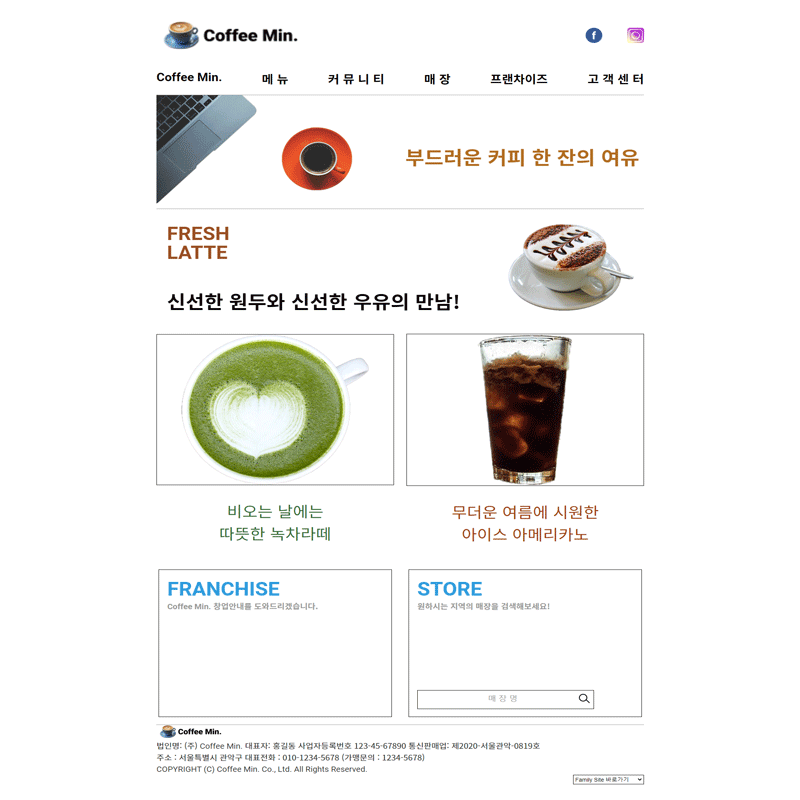 Coffee Min.
Coffee Min. 메 뉴 커 뮤 니 티 매 장 프랜차이즈 고 객 센 터
부드러운 커피 한 잔의 여유
FRESH
LATTE
신선한 원두와 신선한 우유의 만남!
비오는 날에는
따뜻한 녹차라떼
무더운 여름에 시원한
아이스 아메리카노
FRANCHISE
Coffee Min. 창업안내를 도와드리겠습니다.
STORE
원하시는 지역의 매장을 검색해보세요!
매 장 명
Coffee Min.
법인명: (주) Coffee Min. 대표자: 홍길동 사업자등록번호 123-45-67890 통신판매업: 제2020-서울관악-0819호
주소 : 서울특별시 관악구 대표전화 : 010-1234-5678 (가맹문의 : 1234-5678)
COPYRIGHT (C) Coffee Min. Co., Ltd. All Rights Reserved.
Family Site 바로가기